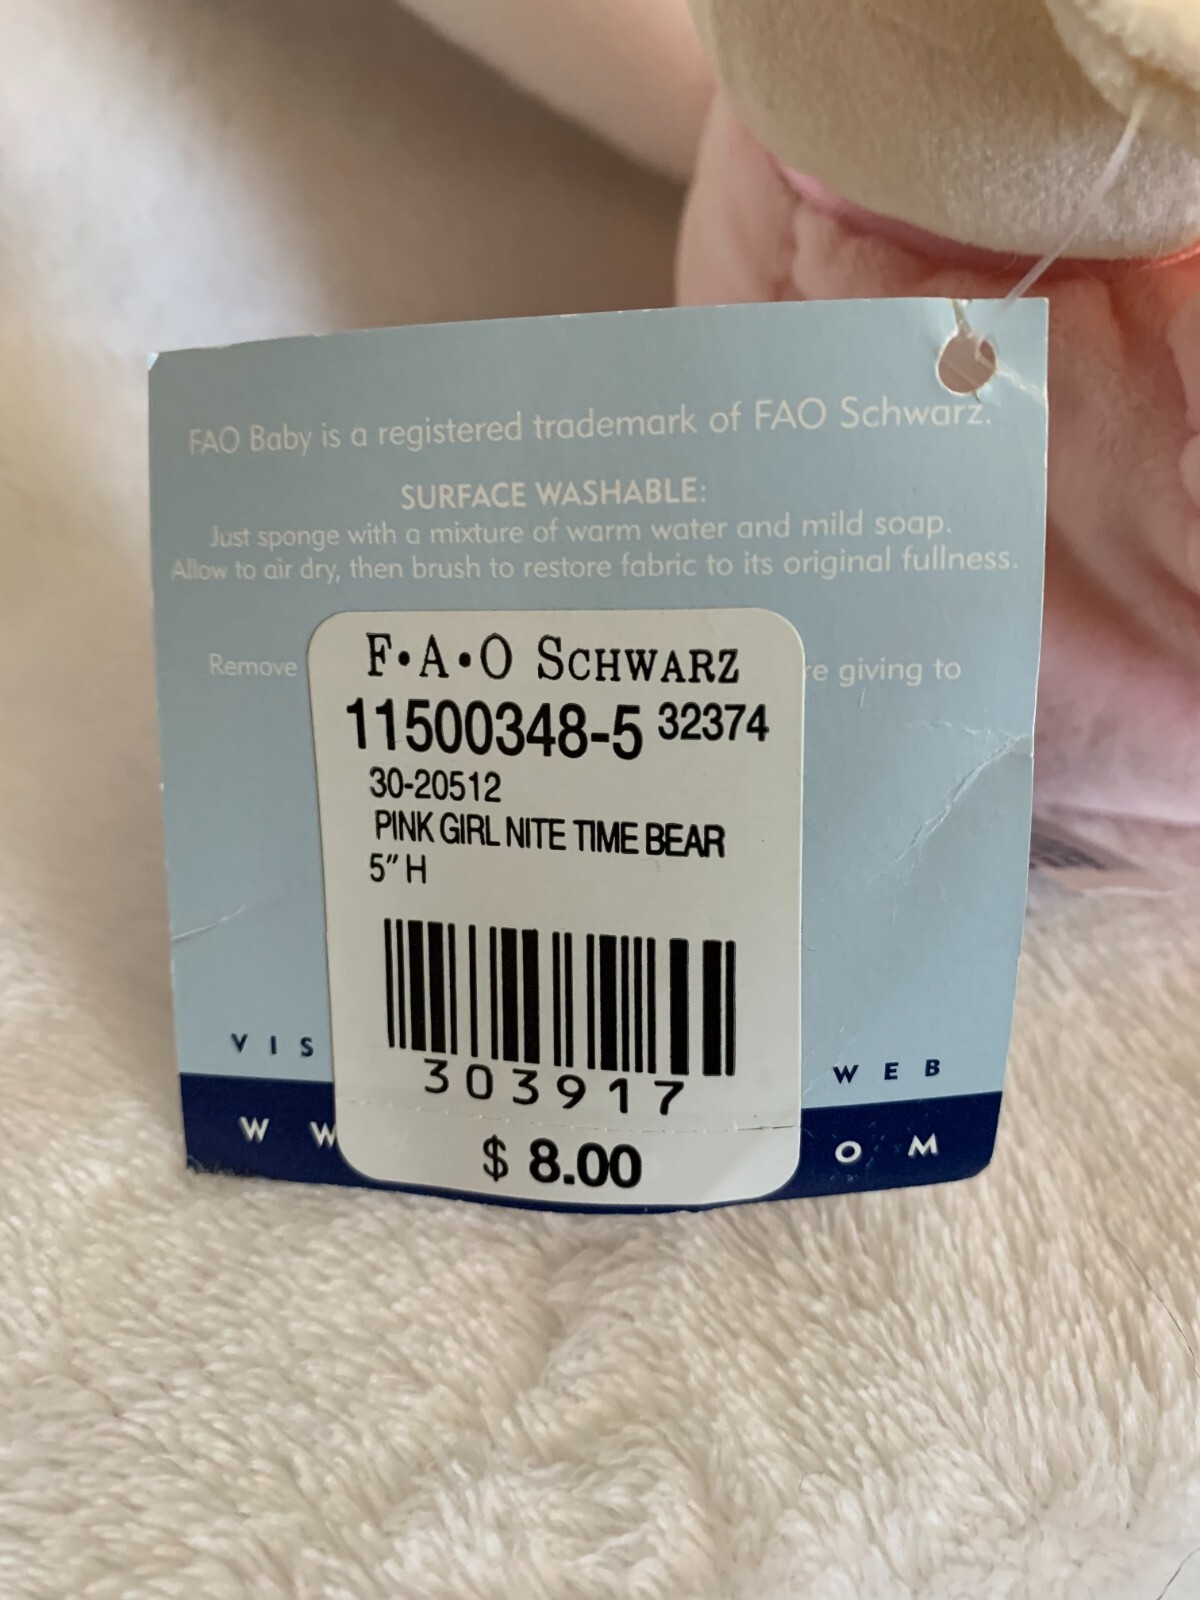 FAO Baby is a registered trademark of FAO Schwarz.
SURFACE WASHABLE:
Just sponge with a mixture of warm water and mild soap.
Allow to air dry, then brush to restore fabric to its original fullness.
Remove giving to
F•A•O SCHWARZ
11500348-5 32374
30-20512
PINK GIRL NITE TIME BEAR
5" H
303917
$ 8.00
VIS WEB
WW OM